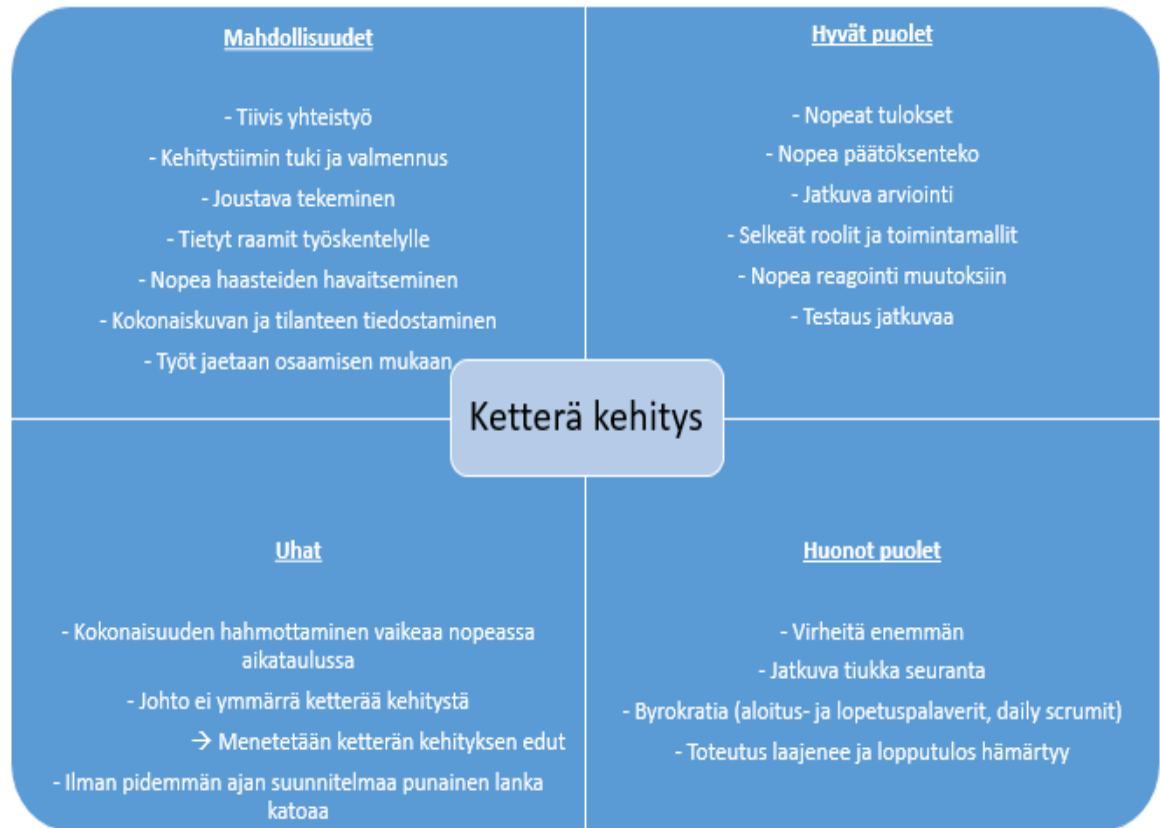 Mahdollisuudet
- Tiivis yhteistyö
- Kehitystiimin tuki ja valmennus
- Joustava tekeminen
- Tietyt raamit työskentelylle
- Nopea haasteiden havaitseminen
- Kokonaiskuvan ja tilanteen tiedostaminen
- Työt jaetaan osaamisen mukaan
Hyvät puolet
- Nopeat tulokset
- Nopea päätöksenteko
- Jatkuva arviointi
- Selkeät roolit ja toimintamallit
- Nopea reagointi muutoksiin
- Testaus jatkuvaa
Ketterä kehitys
Uhat
- Kokonaisuuden hahmottaminen vaikeaa nopeassa
aikataulussa
- Johto ei ymmärrä ketterää kehitystä
→ Menetetään ketterän kehityksen edut
- Ilman pidemmän ajan suunnitelmaa punainen lanka
katoaa
Huonot puolet
- Virheitä enemmän
- Jatkuva tiukka seuranta
- Byrokratia (aloitus- ja lopetuspalaverit, daily scrumit)
- Toteutus laajenee ja lopputulos hämärtyy